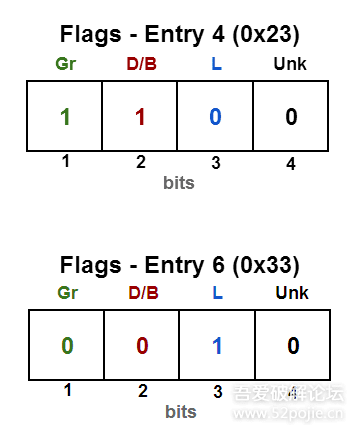 Flags - Entry 4 (0x23)
Gr D/B L Unk
1 1 0 0
1 2 3 4
bits
Flags - Entry 6 (0x33)
Gr D/B L Unk
0 0 1 0
1 2 3 4
bits
吾爱破解论坛
www.52pojie.cn